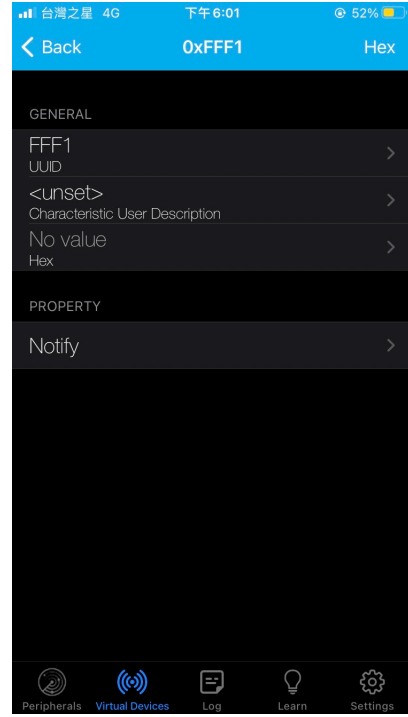 台灣之星 4G 下午6:01 52%
Back 0xFFF1 Hex
GENERAL
FFF1
UUID
<unset>
Characteristic User Description
No value
Hex
PROPERTY
Notify
Peripherals Virtual Devices Log Learn Settings